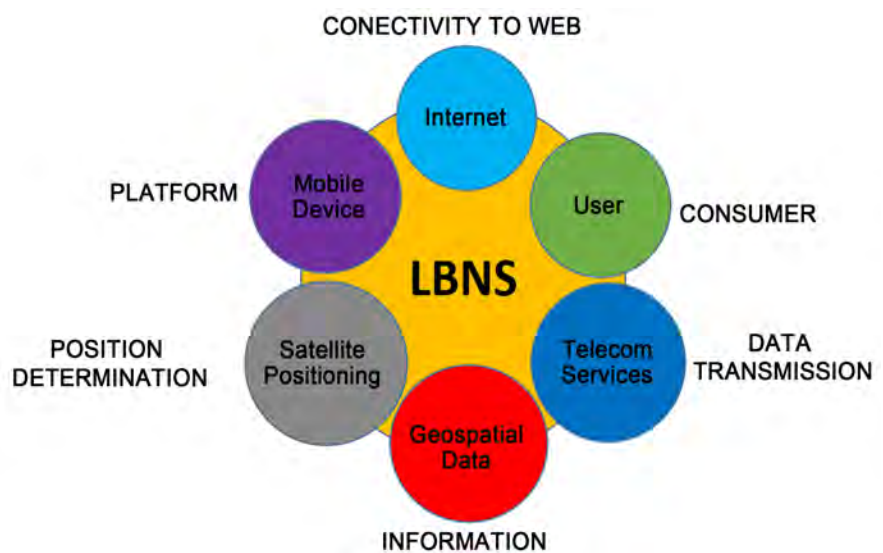 CONECTIVITY TO WEB
Internet
PLATFORM
Mobile
Device
User
CONSUMER
LBNS
POSITION
DETERMINATION
Satellite
Positioning
Telecom
Services
DATA
TRANSMISSION
Geospatial
Data
INFORMATION